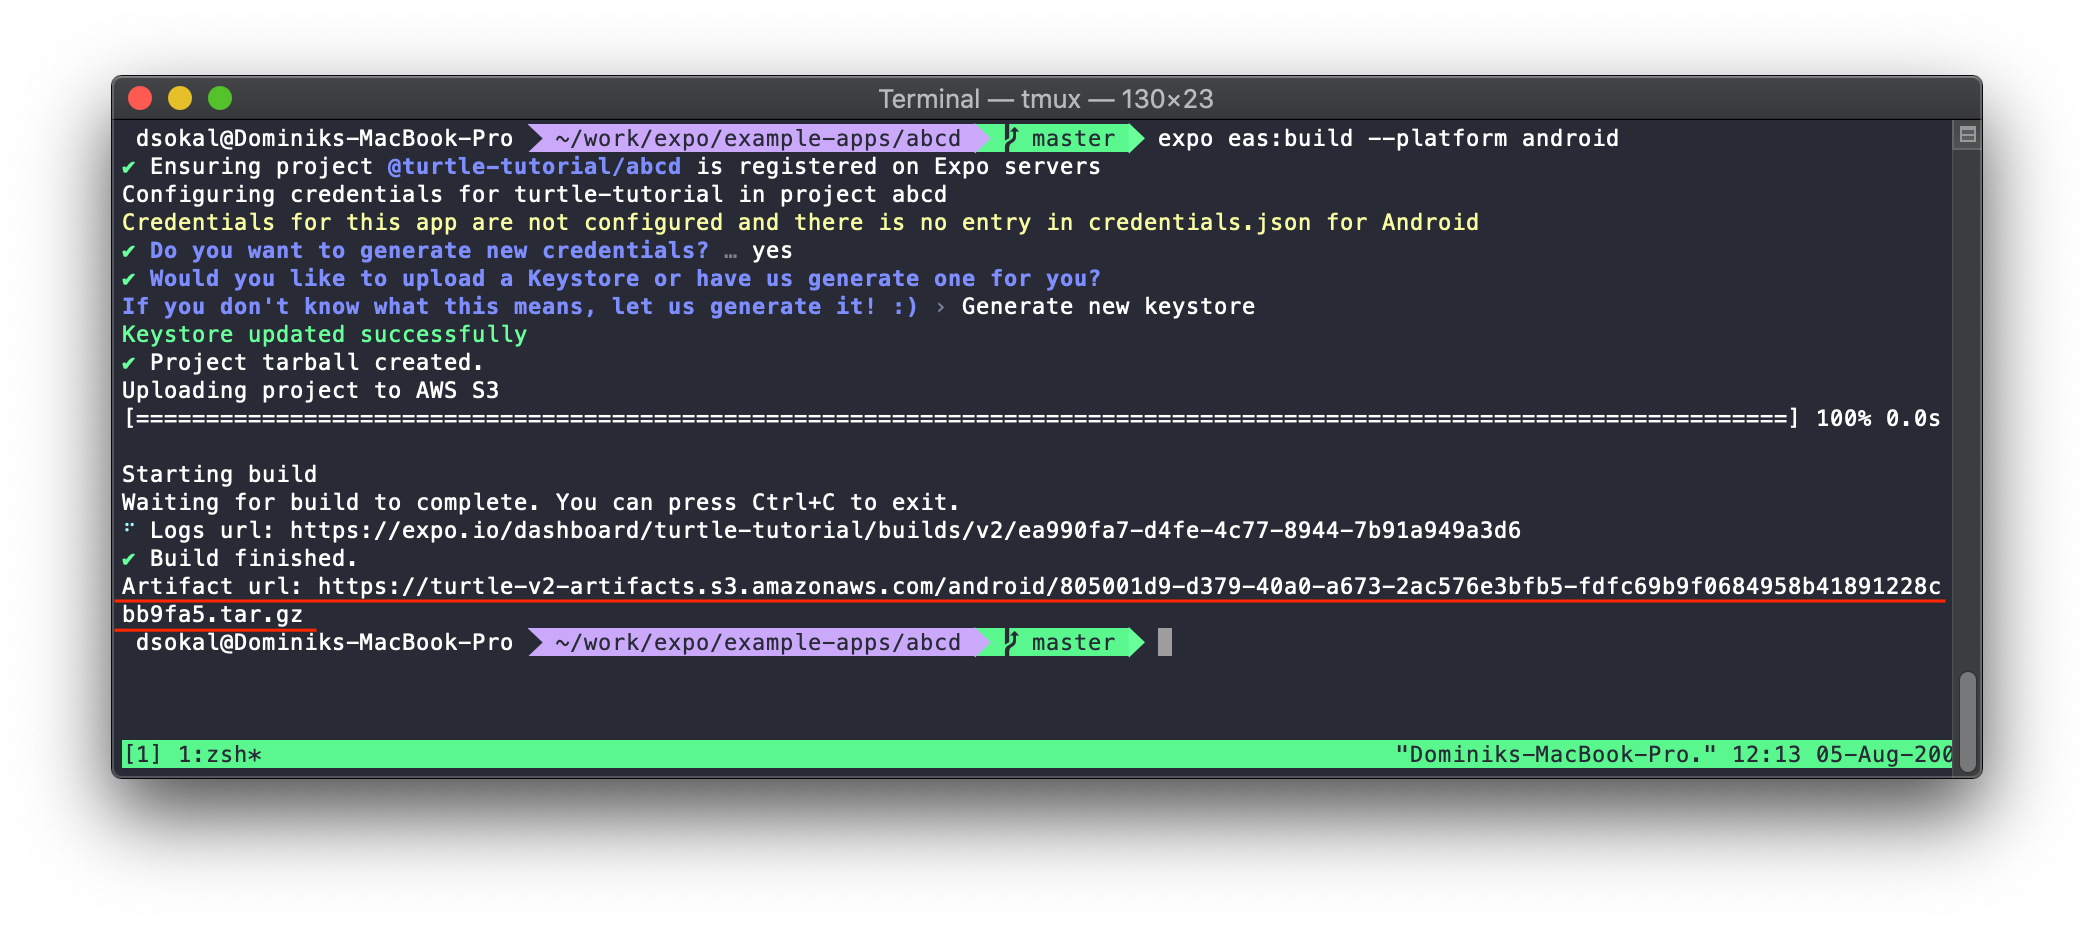 Terminal — tmux — 130×23
dsokal@Dominiks-MacBook-Pro ~/work/expo/example-apps/abcd master expo eas:build --platform android
✔ Ensuring project @turtle-tutorial/abcd is registered on Expo servers
Configuring credentials for turtle-tutorial in project abcd
Credentials for this app are not configured and there is no entry in credentials.json for Android
✔ Do you want to generate new credentials? … yes
✔ Would you like to upload a Keystore or have us generate one for you?
If you don't know what this means, let us generate it! :) › Generate new keystore
Keystore updated successfully
✔ Project tarball created.
Uploading project to AWS S3
[======================================================================================================================] 100% 0.0s
Starting build
Waiting for build to complete. You can press Ctrl+C to exit.
⠋ Logs url: https://expo.io/dashboard/turtle-tutorial/builds/v2/ea990fa7-d4fe-4c77-8944-7b91a949a3d6
✔ Build finished.
Artifact url: https://turtle-v2-artifacts.s3.amazonaws.com/android/805001d9-d379-40a0-a673-2ac576e3bfb5-fdfc69b9f0684958b41891228c
bb9fa5.tar.gz
dsokal@Dominiks-MacBook-Pro ~/work/expo/example-apps/abcd master
[1] 1:zsh* "Dominiks-MacBook-Pro." 12:13 05-Aug-200